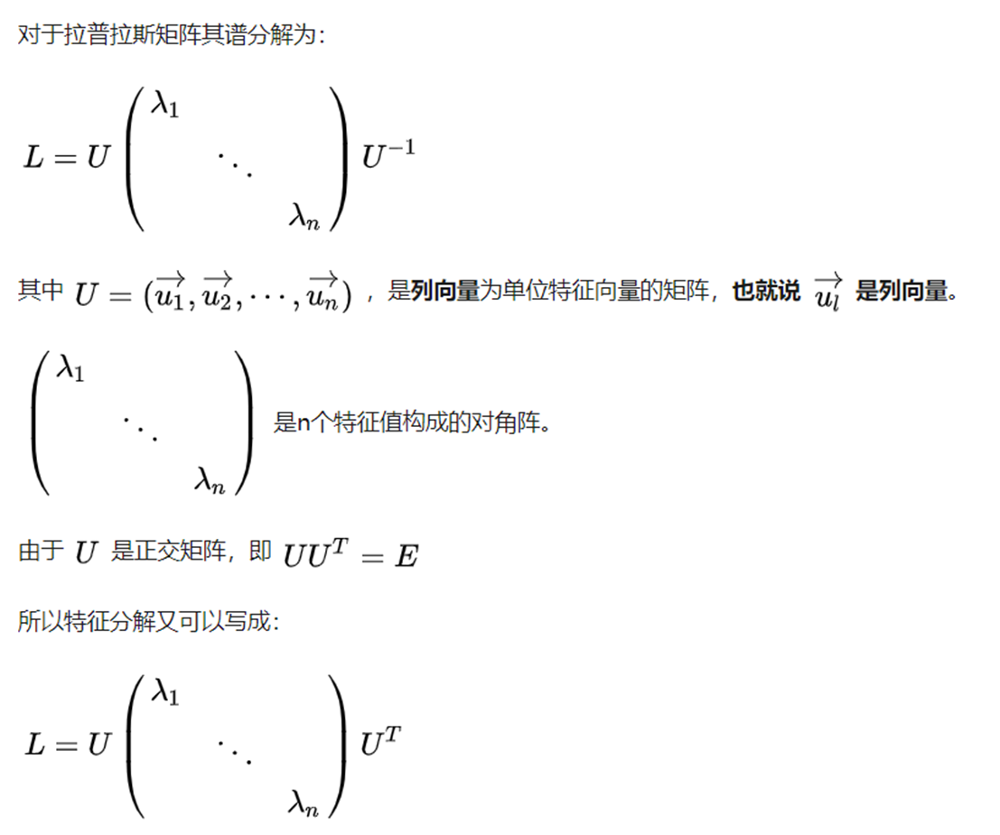 对于拉普拉斯矩阵其谱分解为：
$L = U \begin{pmatrix} \lambda_1 & & \\ & \ddots & \\ & & \lambda_n \end{pmatrix} U^{-1}$
其中 $U = (\overrightarrow{u_1}, \overrightarrow{u_2}, \cdots, \overrightarrow{u_n})$ ，是列向量为单位特征向量的矩阵，也就说 $\overrightarrow{u_l}$ 是列向量。
$\begin{pmatrix} \lambda_1 & & \\ & \ddots & \\ & & \lambda_n \end{pmatrix}$ 是n个特征值构成的对角阵。
由于 $U$ 是正交矩阵，即 $UU^T = E$
所以特征分解又可以写成：
$L = U \begin{pmatrix} \lambda_1 & & \\ & \ddots & \\ & & \lambda_n \end{pmatrix} U^T$